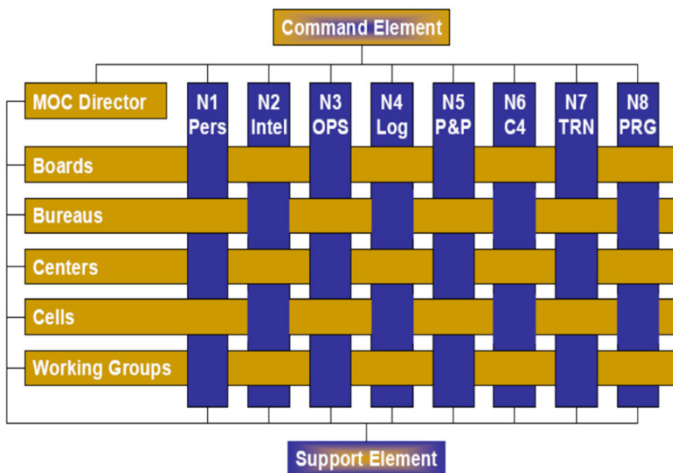 Command Element
MOC Director
N1 N2 N3 N4 N5 N6 N7 N8
Pers Intel OPS Log P&P C4 TRN PRG
Boards
Bureaus
Centers
Cells
Working Groups
Support Element